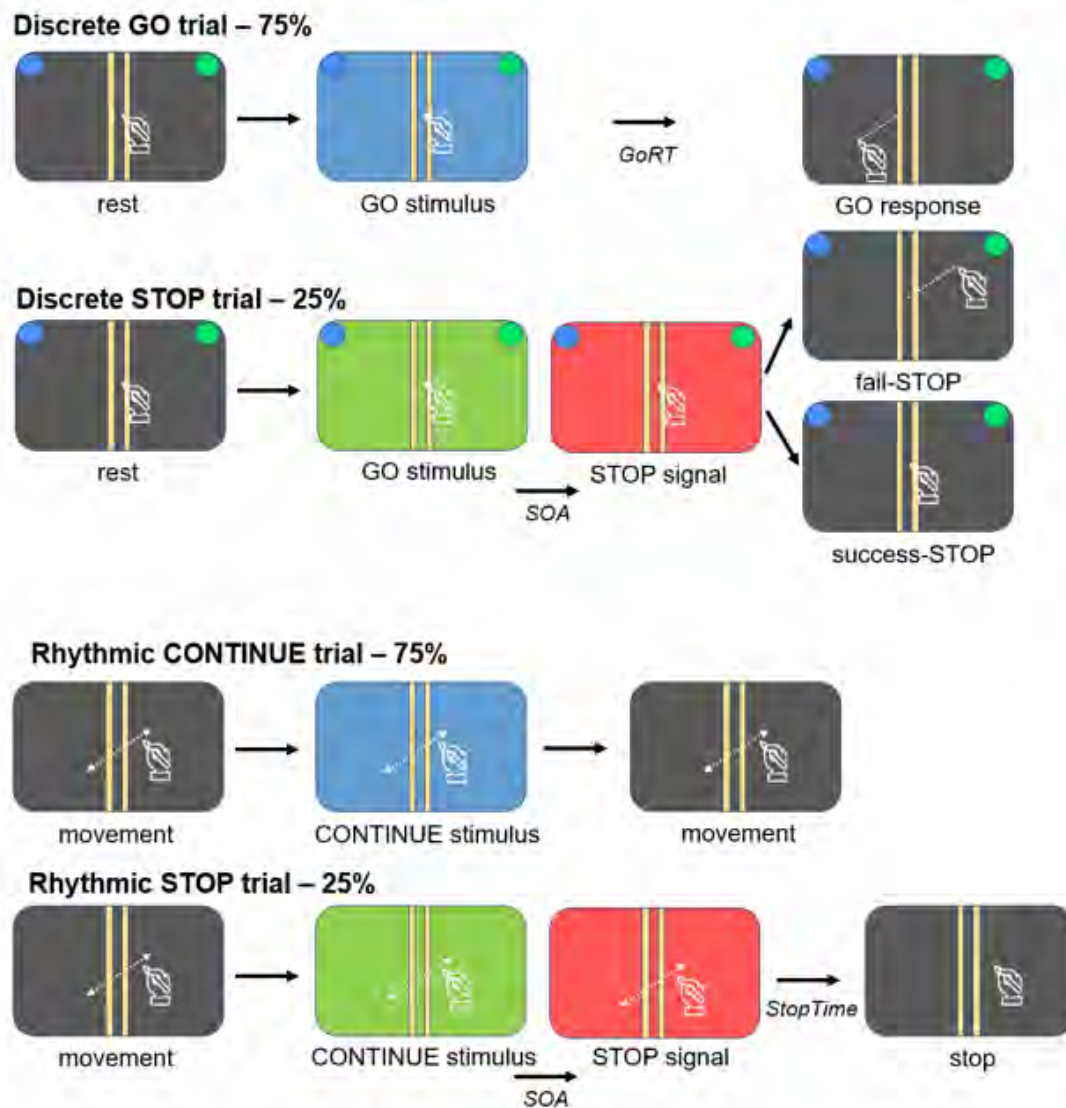 Discrete GO trial – 75%
rest
GO stimulus
GoRT
GO response
Discrete STOP trial – 25%
rest
GO stimulus
SOA
STOP signal
fail-STOP
success-STOP
Rhythmic CONTINUE trial – 75%
movement
CONTINUE stimulus
movement
Rhythmic STOP trial – 25%
movement
CONTINUE stimulus
SOA
STOP signal
StopTime
stop